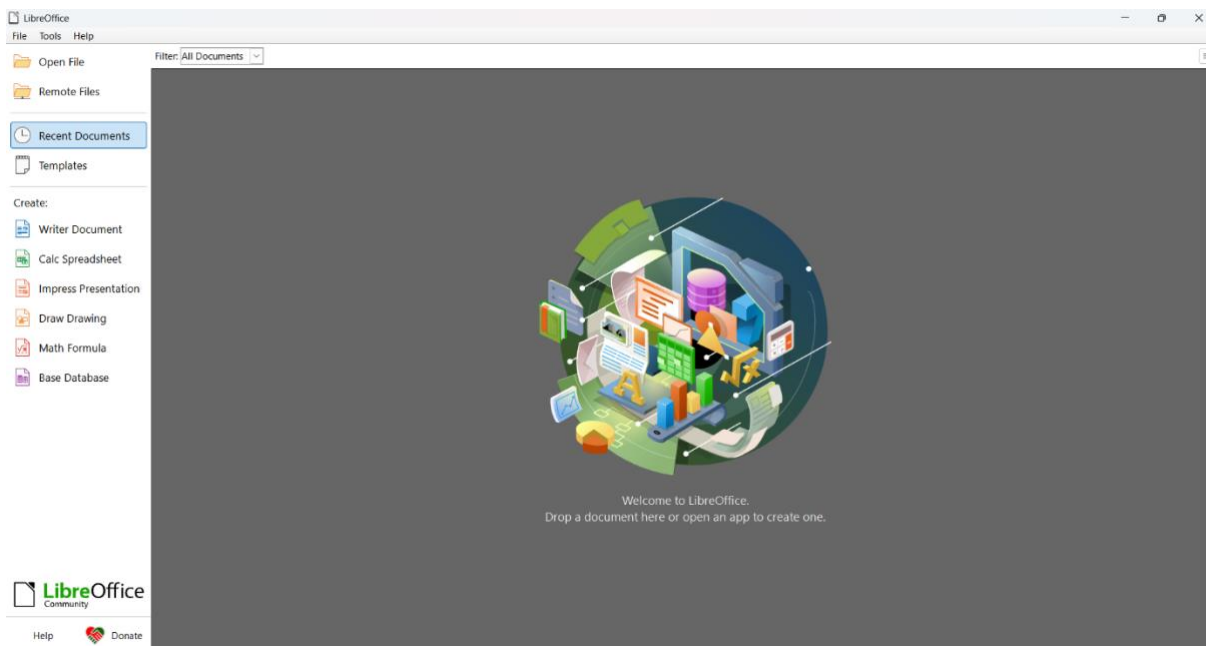 LibreOffice
File Tools Help
Open File
Filter: All Documents
Remote Files
Recent Documents
Templates
Create:
Writer Document
Calc Spreadsheet
Impress Presentation
Draw Drawing
Math Formula
Base Database
A
Welcome to LibreOffice.
Drop a document here or open an app to create one.
LibreOffice
Community
Help Donate